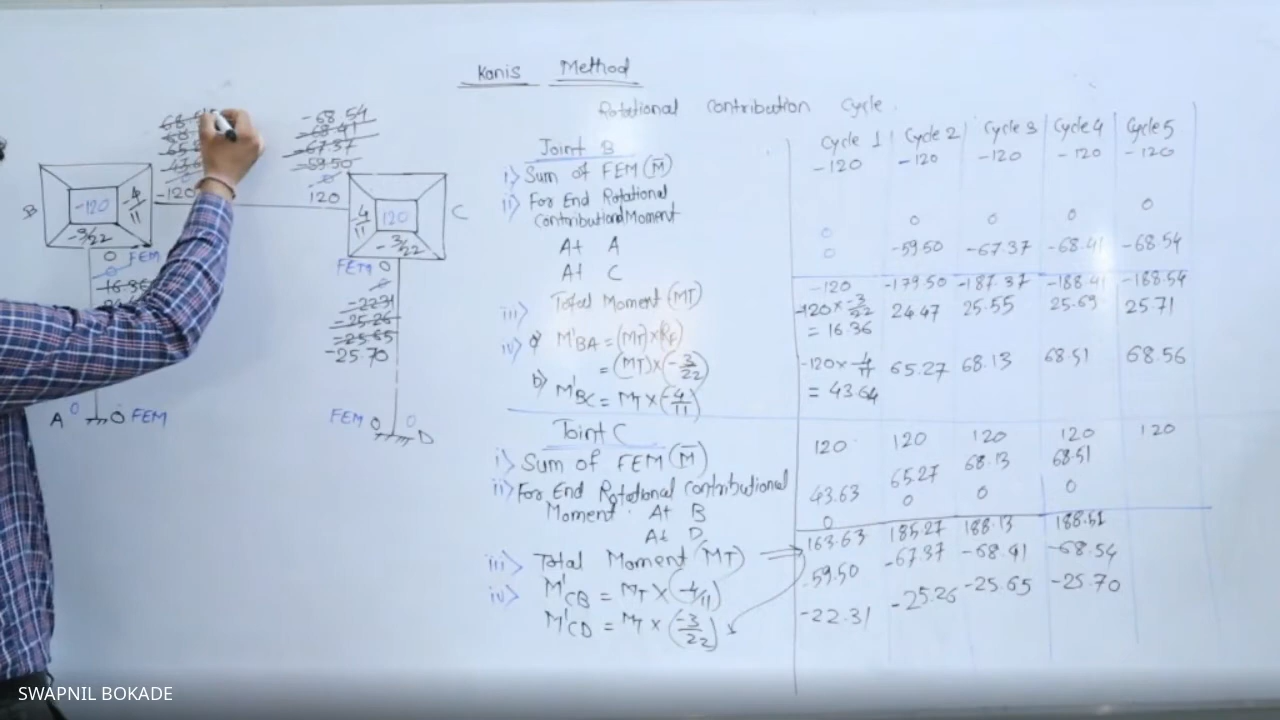 Kanis Method
Rotational Contribution Cycle.
Cycle 1 Cycle 2 Cycle 3 Cycle 4 Cycle 5
Joint B
-120 -120 -120 -120 -120
i) Sum of FEM (M)
ii) For End Rotational
Contributiond Moment
At A 0 0 0 0 0
At C 0 -59.50 -67.37 -68.41 -68.54
iii) Total Moment (MT) -120 -179.50 -187.37 -188.41 -188.54
iv) a) M'BA = (MT) × RF -120 × -3/22 24.47 25.55 25.69 25.71
= (MT) × (-3/22) = 16.36
b) M'BC = MT × (-4/11) -120 × -4/11 65.27 68.13 68.51 68.56
= 43.64
Joint C
i) Sum of FEM (M) 120 120 120 120 120
ii) For End Rotational Contributional
Moment At B 43.63 65.27 68.13 68.51
At D 0 0 0 0
iii) Total Moment (MT) 163.63 185.27 188.13 188.51
iv) M'CB = MT × (-4/11) -59.50 -67.37 -68.41 -68.54
M'CD = MT × (-3/22) -22.31 -25.26 -25.65 -25.70
-68.54
-68.41
-67.37
-59.50
0
-120 120
B -120 -4/11
-3/22
0 FEM
0
-16.36
A 0 0 FEM
4/11 120 C
-3/22
FEM 0
0
-22.31
-25.26
-25.65
-25.70
FEM 0 0 D
SWAPNIL BOKADE